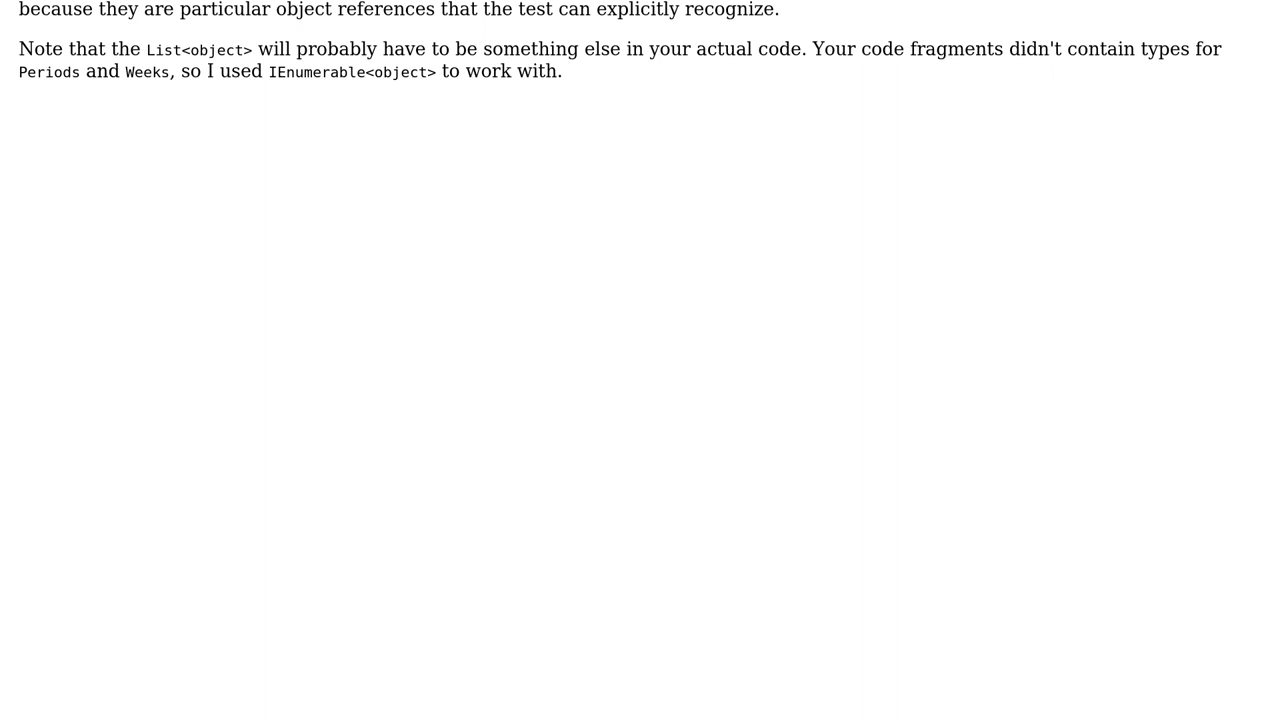 because they are particular object references that the test can explicitly recognize.
Note that the List<object> will probably have to be something else in your actual code. Your code fragments didn't contain types for
Periods and Weeks, so I used IEnumerable<object> to work with.